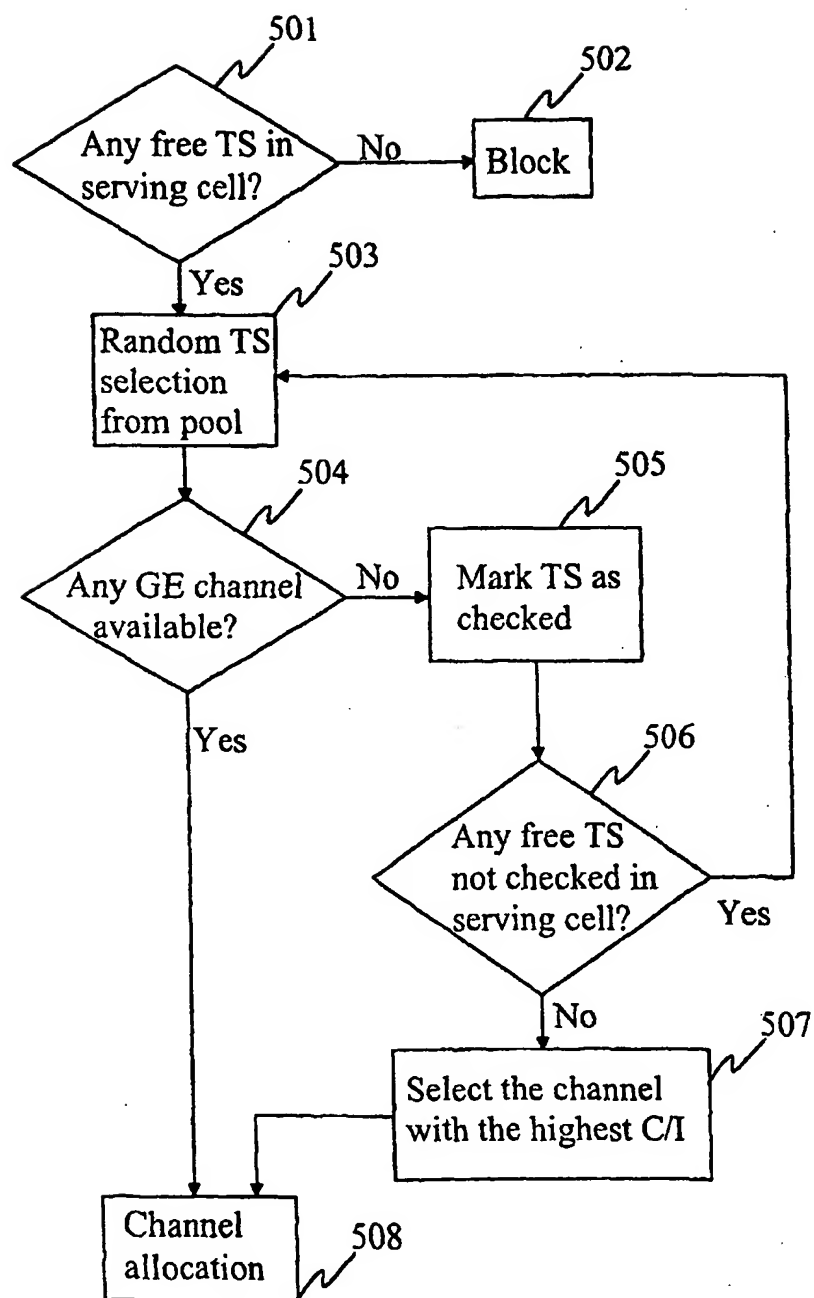 501
502
Any free TS in
serving cell?
No
Block
Yes
503
Random TS
selection
from pool
504
505
Any GE channel
available?
No
Mark TS as
checked
Yes
506
Any free TS
not checked in
serving cell?
Yes
No
507
Select the channel
with the highest C/I
Channel
allocation
508